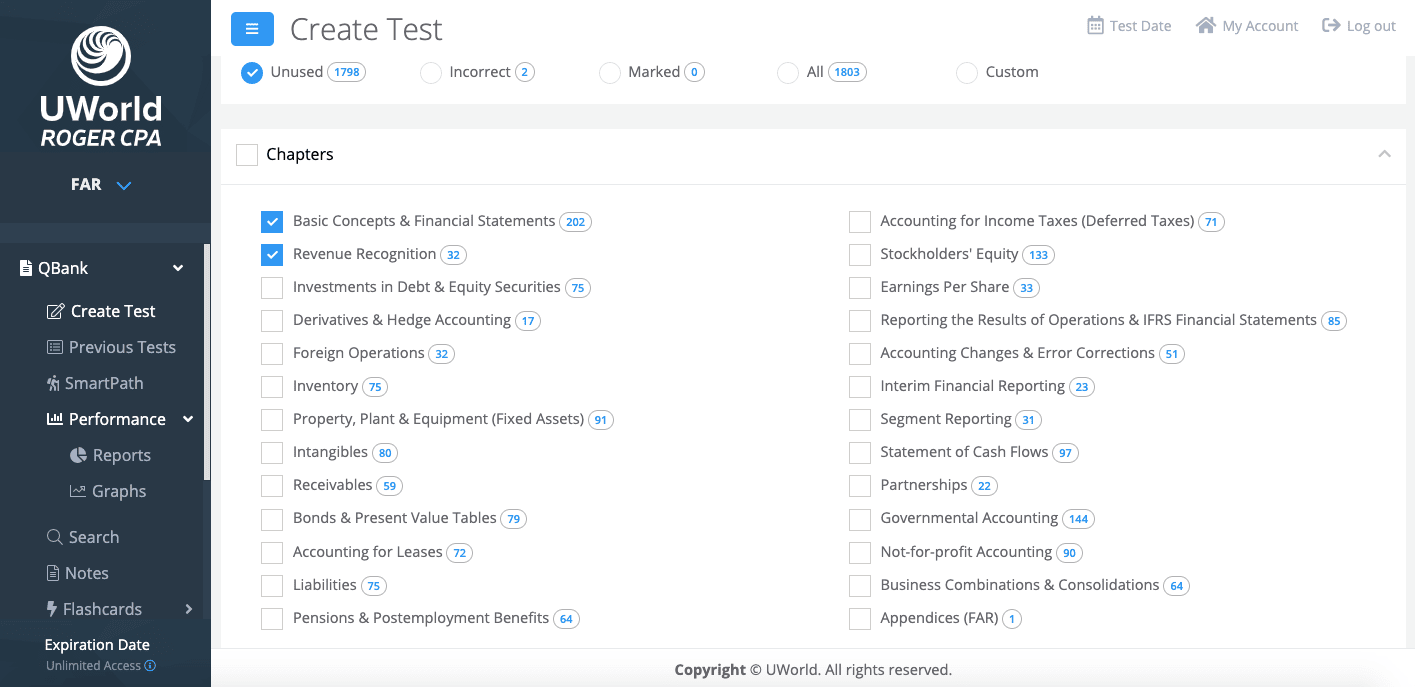 UWorld
ROGER CPA
FAR
QBank
Create Test
Previous Tests
SmartPath
Performance
Reports
Graphs
Search
Notes
Flashcards
Expiration Date
Unlimited Access
Create Test
Test Date My Account Log out
Unused 1798 Incorrect 2 Marked 0 All 1803 Custom
Chapters
Basic Concepts & Financial Statements 202
Revenue Recognition 32
Investments in Debt & Equity Securities 75
Derivatives & Hedge Accounting 17
Foreign Operations 32
Inventory 75
Property, Plant & Equipment (Fixed Assets) 91
Intangibles 80
Receivables 59
Bonds & Present Value Tables 79
Accounting for Leases 72
Liabilities 75
Pensions & Postemployment Benefits 64
Accounting for Income Taxes (Deferred Taxes) 71
Stockholders' Equity 133
Earnings Per Share 33
Reporting the Results of Operations & IFRS Financial Statements 85
Accounting Changes & Error Corrections 51
Interim Financial Reporting 23
Segment Reporting 31
Statement of Cash Flows 97
Partnerships 22
Governmental Accounting 144
Not-for-profit Accounting 90
Business Combinations & Consolidations 64
Appendices (FAR) 1
Copyright © UWorld. All rights reserved.